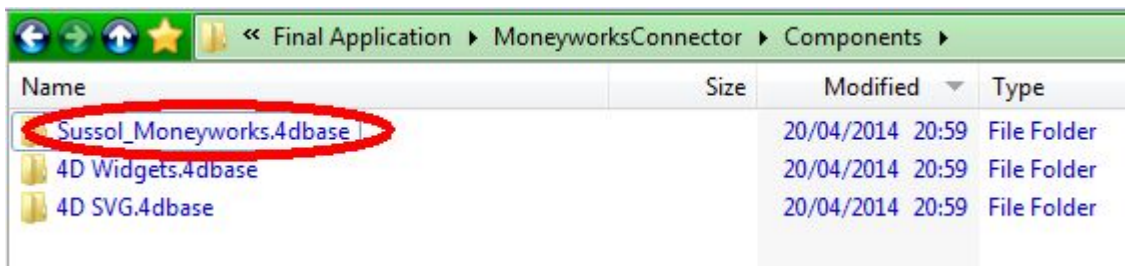 « Final Application ▸ MoneyworksConnector ▸ Components ▸
Name Size Modified Type
Sussol_Moneyworks.4dbase 20/04/2014 20:59 File Folder
4D Widgets.4dbase 20/04/2014 20:59 File Folder
4D SVG.4dbase 20/04/2014 20:59 File Folder